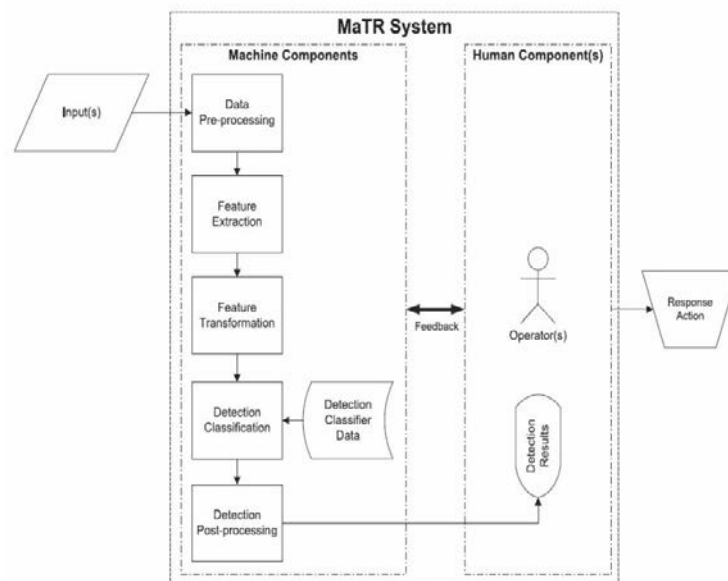 MaTR System
Machine Components
Human Component(s)
Input(s)
Data
Pre-processing
Feature
Extraction
Feature
Transformation
Feedback
Operator(s)
Response
Action
Detection
Classification
Detection
Classifier
Data
Detection
Results
Detection
Post-processing